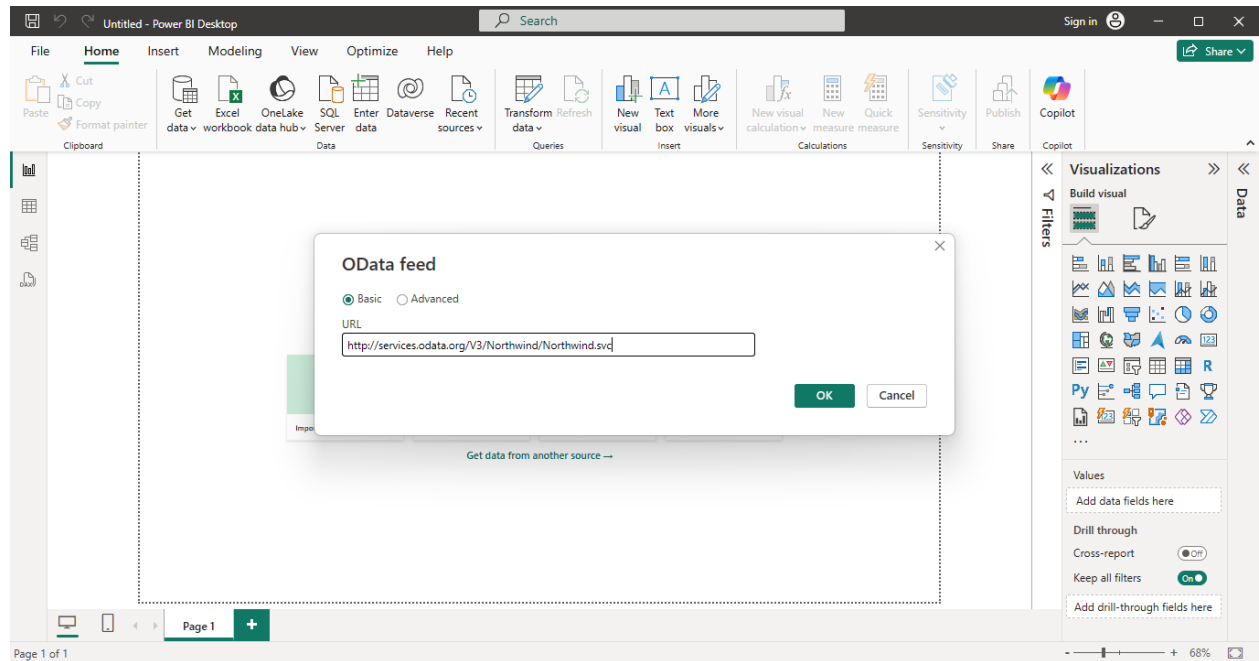 Untitled - Power BI Desktop
Search
Sign in
File Home Insert Modeling View Optimize Help
Share
Paste
Cut
Copy
Format painter
Get data
Excel workbook
OneLake data hub
SQL Server
Enter data
Dataverse
Recent sources
Transform data
Refresh
New visual
A
Text box
More visuals
New visual calculation
New measure
Quick measure
Sensitivity
Publish
Copilot
Clipboard
Data
Queries
Insert
Calculations
Sensitivity
Share
Copilot
Filters
Visualizations
Data
Build visual
OData feed
Basic
Advanced
URL
http://services.odata.org/V3/Northwind/Northwind.svc
OK
Cancel
Impo
Get data from another source →
123
R
Py
123
...
Values
Add data fields here
Drill through
Cross-report
Off
Keep all filters
On
Add drill-through fields here
Page 1
+
Page 1 of 1
- + 68%